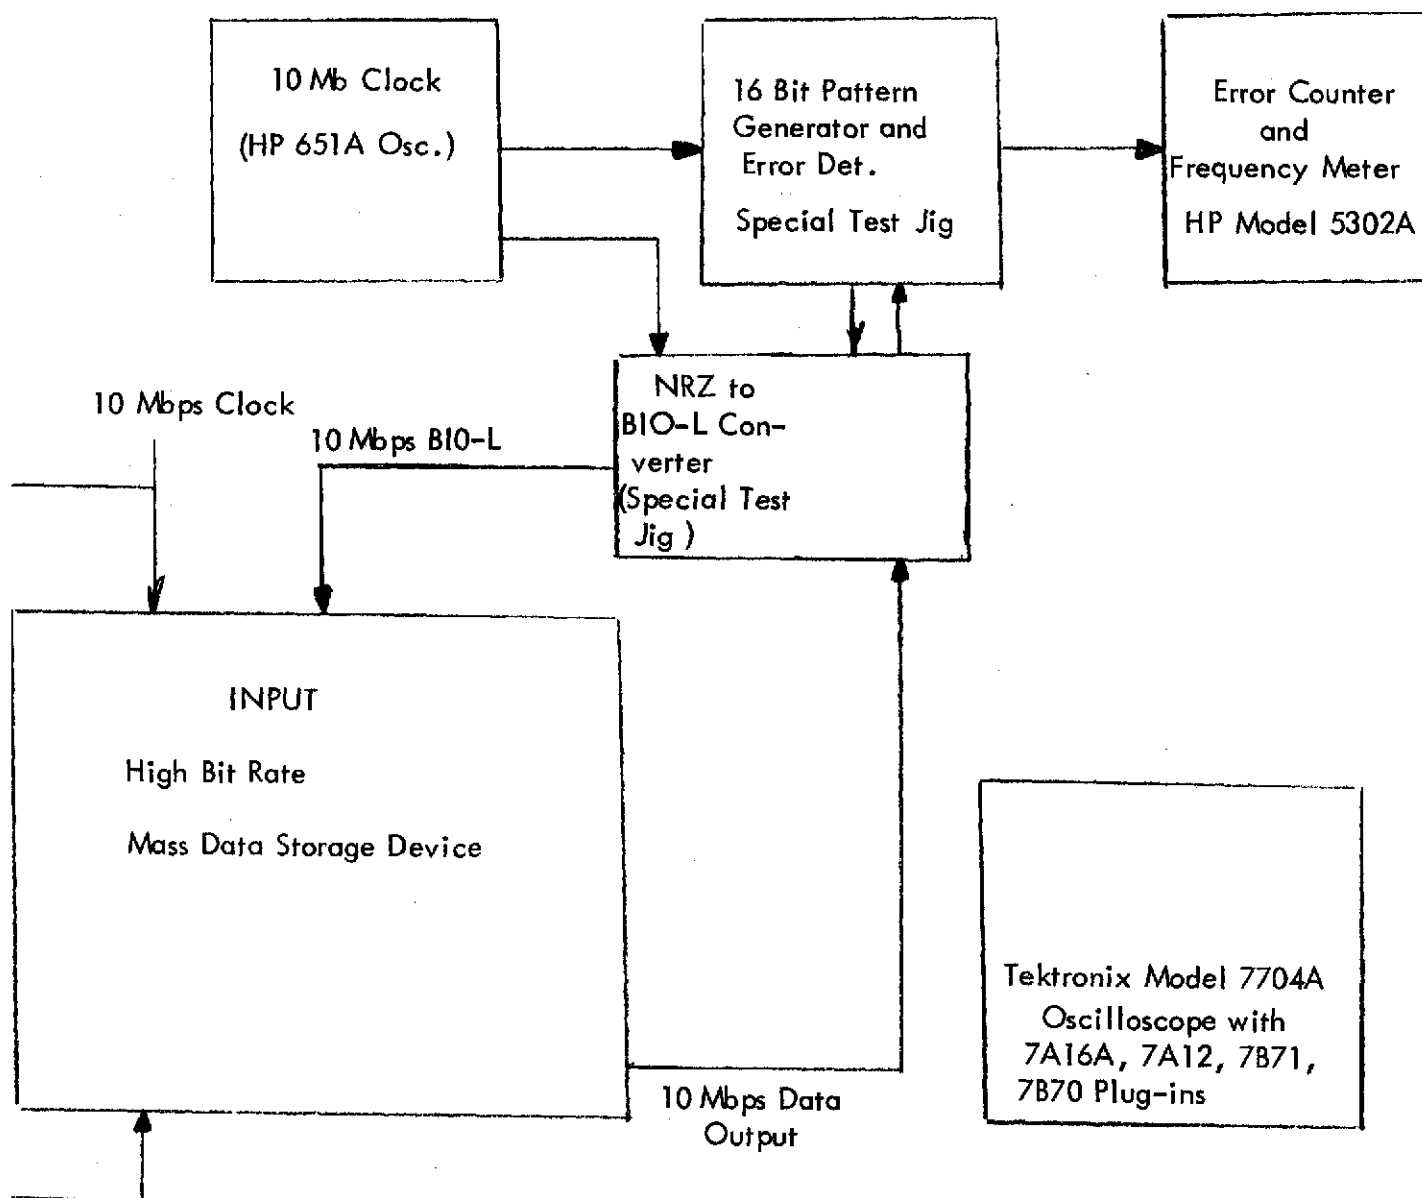 10 Mb Clock
(HP 651A Osc.)
16 Bit Pattern
Generator and
Error Det.
Special Test Jig
Error Counter
and
Frequency Meter
HP Model 5302A
10 Mbps Clock
10 Mbps BIO-L
NRZ to
BIO-L Con-
verter
(Special Test
Jig )
INPUT
High Bit Rate
Mass Data Storage Device
10 Mbps Data
Output
Tektronix Model 7704A
Oscilloscope with
7A16A, 7A12, 7B71,
7B70 Plug-ins